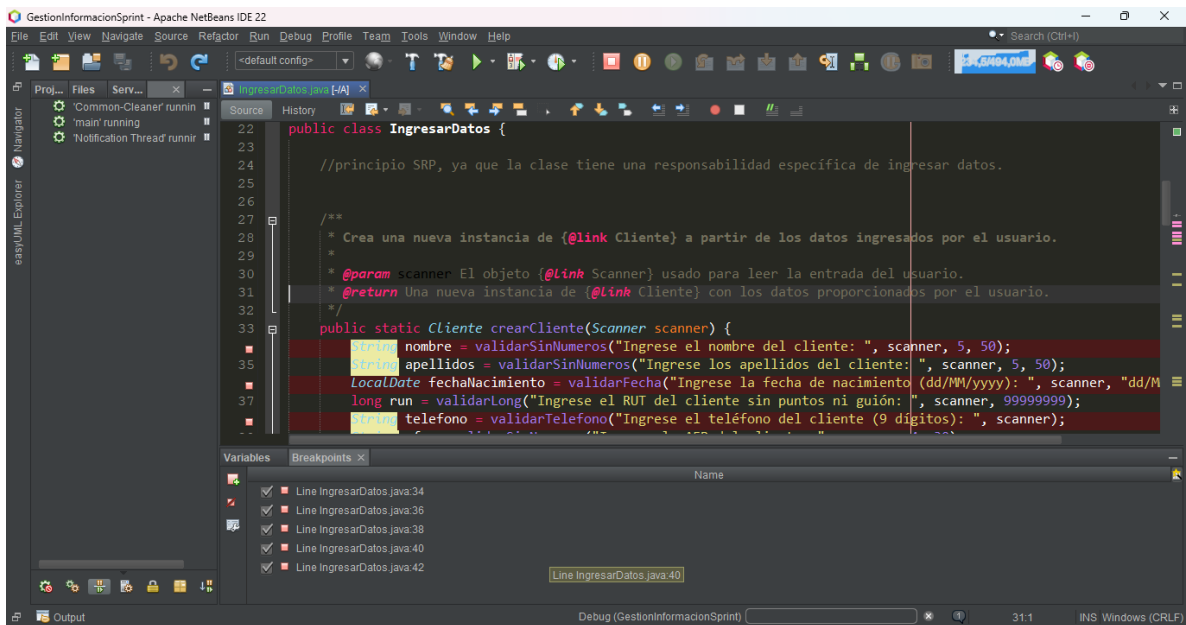 GestionInformacionSprint - Apache NetBeans IDE 22
File Edit View Navigate Source Refactor Run Debug Profile Team Tools Window Help
Search (Ctrl+I)
<default config>
Proj... Files Serv...
IngresarDatos.java [-/A]
'Common-Cleaner' runnin
'main' running
'Notification Thread' runnir
Navigator
easyUML Explorer
Source History
22 public class IngresarDatos {
23
24 //principio SRP, ya que la clase tiene una responsabilidad específica de ingresar datos.
25
26
27 /**
28 * Crea una nueva instancia de {@link Cliente} a partir de los datos ingresados por el usuario.
29 *
30 * @param scanner El objeto {@link Scanner} usado para leer la entrada del usuario.
31 * @return Una nueva instancia de {@link Cliente} con los datos proporcionados por el usuario.
32 */
33 public static Cliente crearCliente(Scanner scanner) {
String nombre = validarSinNumeros("Ingrese el nombre del cliente: ", scanner, 5, 50);
35 String apellidos = validarSinNumeros("Ingrese los apellidos del cliente: ", scanner, 5, 50);
LocalDate fechaNacimiento = validarFecha("Ingrese la fecha de nacimiento (dd/MM/yyyy): ", scanner, "dd/M
37 long run = validarLong("Ingrese el RUT del cliente sin puntos ni guión: ", scanner, 99999999);
String telefono = validarTelefono("Ingrese el teléfono del cliente (9 dígitos): ", scanner);
Variables Breakpoints
Name
Line IngresarDatos.java:34
Line IngresarDatos.java:36
Line IngresarDatos.java:38
Line IngresarDatos.java:40
Line IngresarDatos.java:42
Line IngresarDatos.java:40
Output
Debug (GestionInformacionSprint)
1
31:1
INS Windows (CRLF)